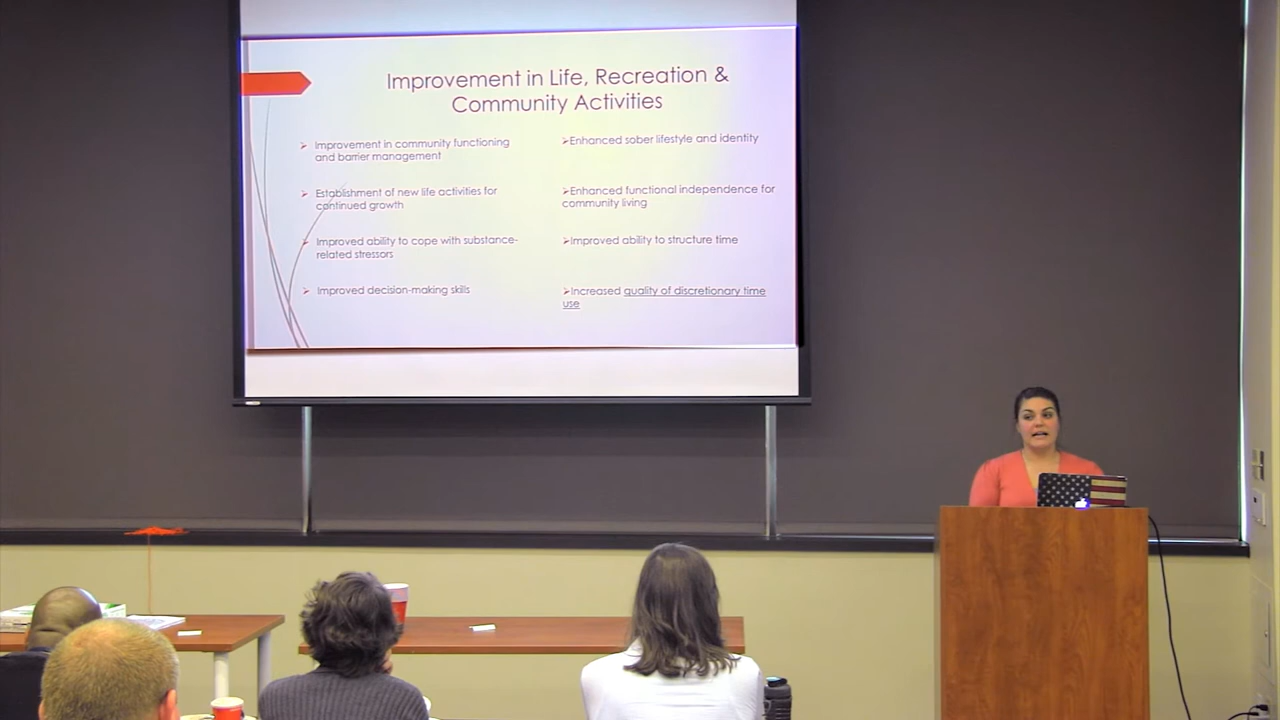 Improvement in Life, Recreation &
Community Activities
Improvement in community functioning
and barrier management
Establishment of new life activities for
continued growth
Improved ability to cope with substance-
related stressors
Improved decision-making skills
Enhanced sober lifestyle and identity
Enhanced functional independence for
community living
Improved ability to structure time
Increased quality of discretionary time
use